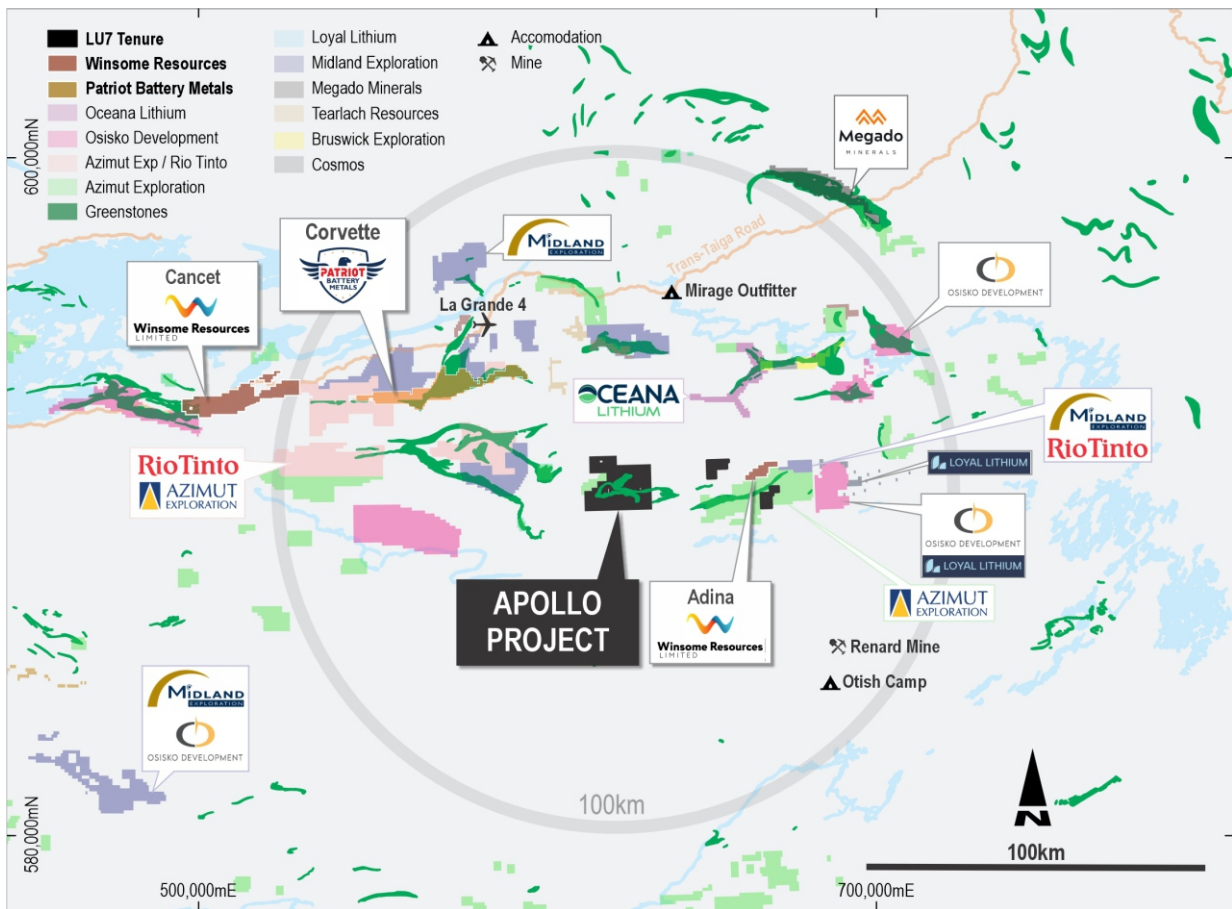 LU7 Tenure
Winsome Resources
Patriot Battery Metals
Oceana Lithium
Osisko Development
Azimut Exp / Rio Tinto
Azimut Exploration
Greenstones
Loyal Lithium
Midland Exploration
Megado Minerals
Tearlach Resources
Bruswick Exploration
Cosmos
Accomodation
Mine
600,000mN
Megado
MINERALS
Trans-Taiga Road
Corvette
PATRIOT
BATTERY
METALS
MIDLAND
EXPLORATION
OSISKO DEVELOPMENT
Cancet
Winsome Resources
LIMITED
La Grande 4
Mirage Outfitter
OCEANA
LITHIUM
MIDLAND
EXPLORATION
RioTinto
RioTinto
AZIMUT
EXPLORATION
LOYAL LITHIUM
OSISKO DEVELOPMENT
LOYAL LITHIUM
APOLLO
PROJECT
Adina
Winsome Resources
LIMITED
AZIMUT
EXPLORATION
Renard Mine
Otish Camp
MIDLAND
EXPLORATION
OSISKO DEVELOPMENT
100km
N
100km
580,000mN
500,000mE
700,000mE